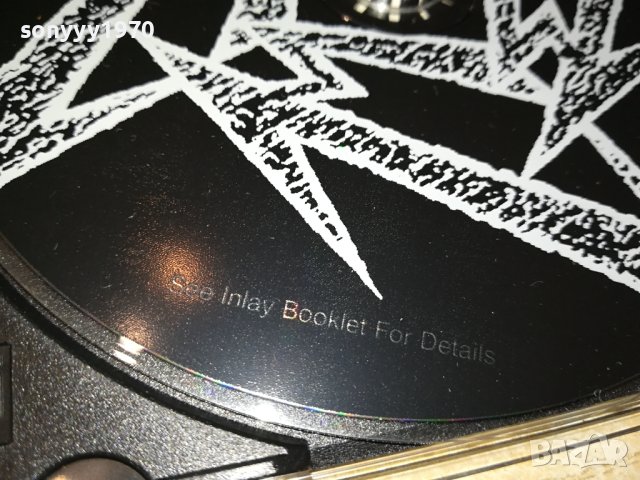 sonyyy1970
See Inlay Booklet For Details
BAZAR